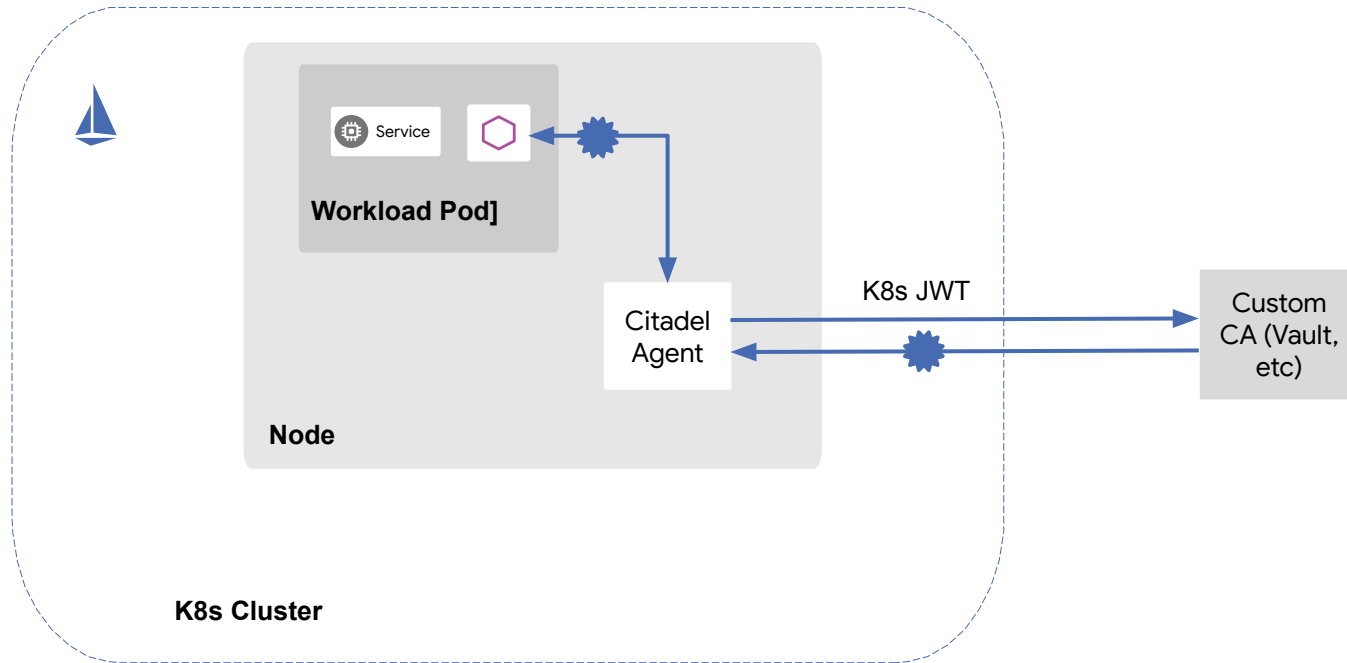 Service
Workload Pod]
Citadel
Agent
K8s JWT
Custom
CA (Vault,
etc)
Node
K8s Cluster